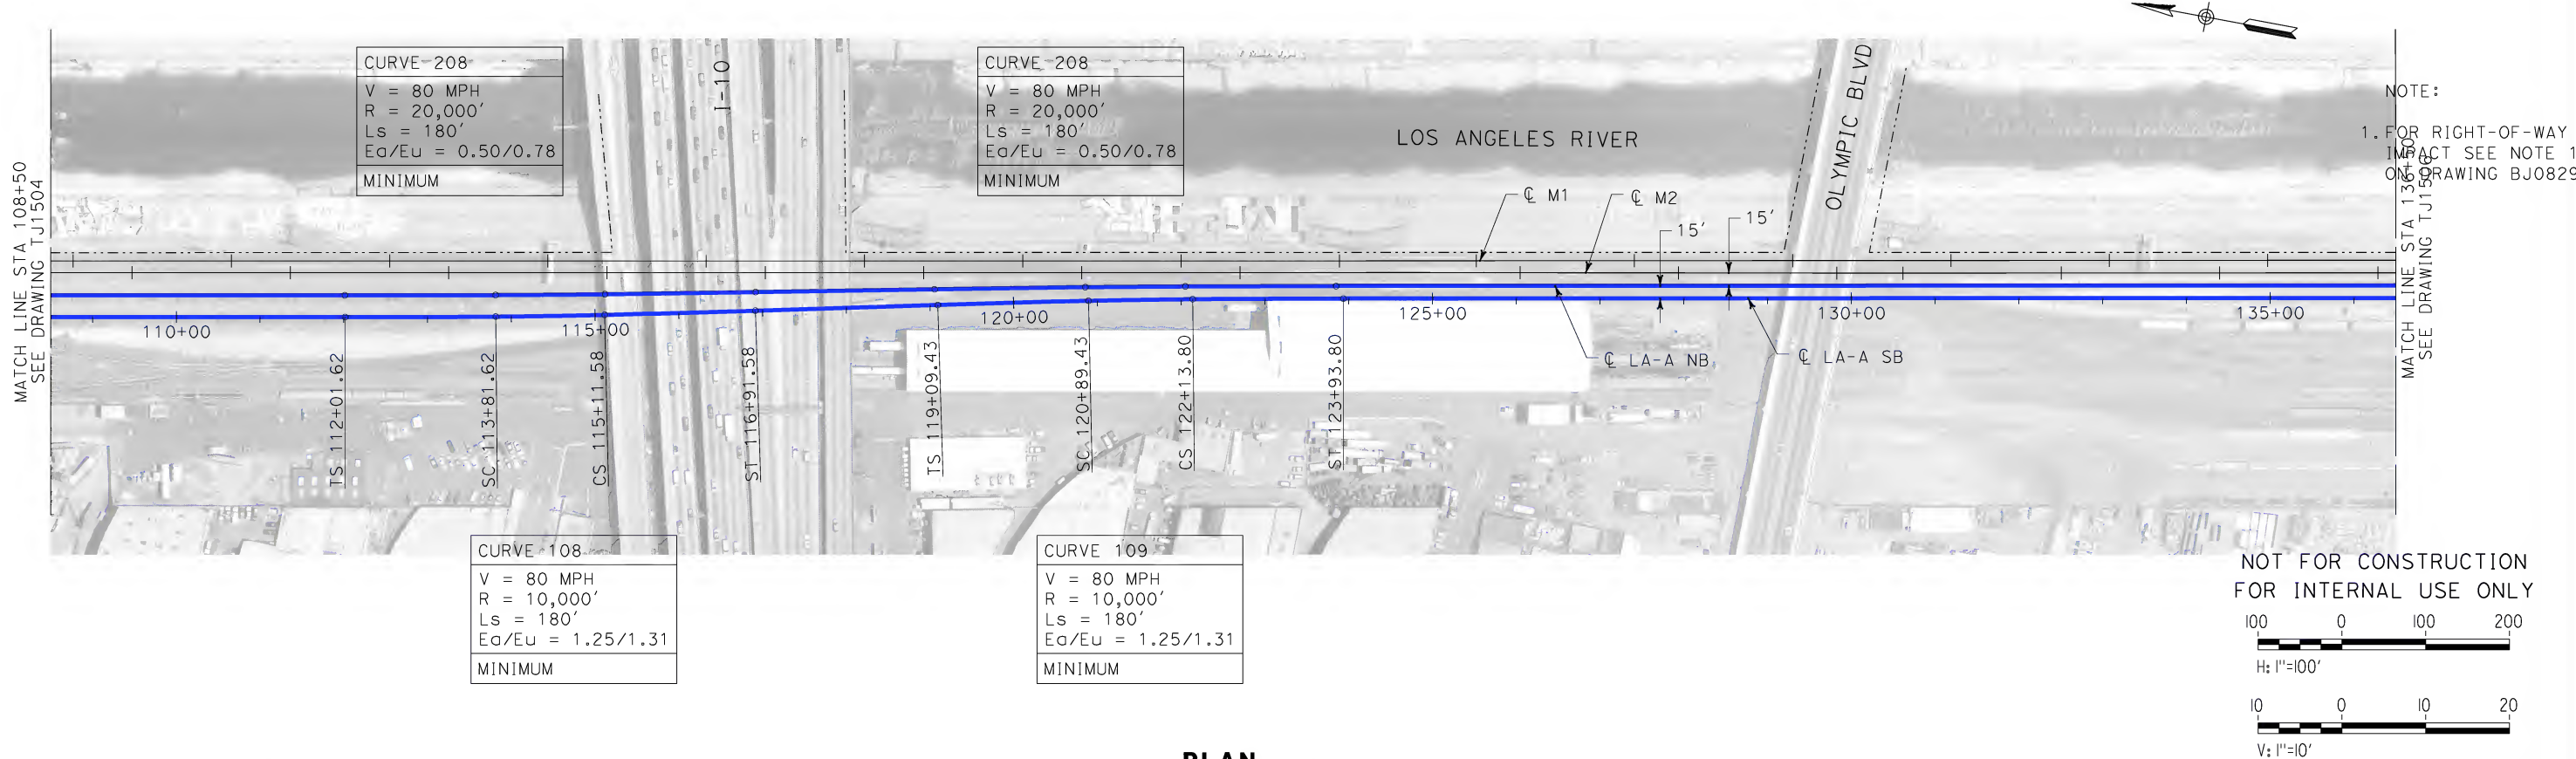 CURVE 208
V = 80 MPH
R = 20,000'
Ls = 180'
Ea/Eu = 0.50/0.78
MINIMUM
I-10
CURVE 208
V = 80 MPH
R = 20,000'
Ls = 180'
Ea/Eu = 0.50/0.78
MINIMUM
LOS ANGELES RIVER
OLYMPIC BLVD
NOTE:
1. FOR RIGHT-OF-WAY
IMPACT SEE NOTE 1
ON DRAWING BJ0829
MATCH LINE STA 108+50
SEE DRAWING TJ1504
MATCH LINE STA 136+50
SEE DRAWING TJ1506
℄ M1
℄ M2
15'
15'
110+00
115+00
120+00
125+00
130+00
135+00
TS 112+01.62
SC 113+81.62
CS 115+11.58
ST 116+91.58
TS 119+09.43
SC 120+89.43
CS 122+13.80
ST 123+93.80
℄ LA-A NB
℄ LA-A SB
CURVE 108
V = 80 MPH
R = 10,000'
Ls = 180'
Ea/Eu = 1.25/1.31
MINIMUM
CURVE 109
V = 80 MPH
R = 10,000'
Ls = 180'
Ea/Eu = 1.25/1.31
MINIMUM
NOT FOR CONSTRUCTION
FOR INTERNAL USE ONLY
100 0 100 200
H: 1"=100'
10 0 10 20
V: 1"=10'
PLAN